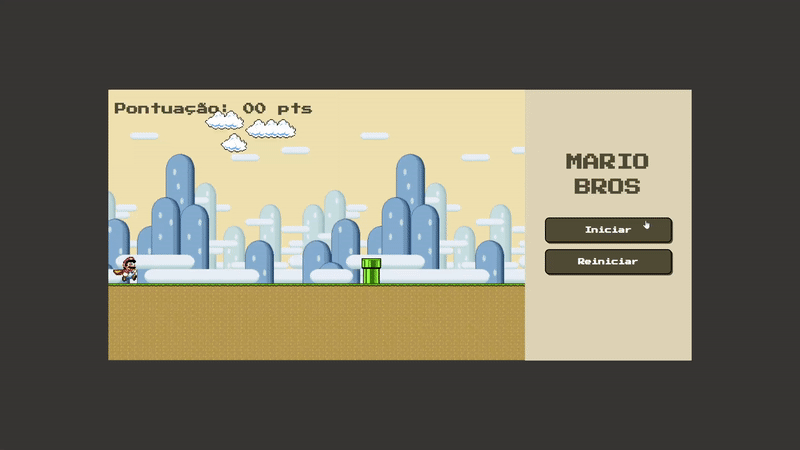 Pontuação: 00 pts
MARIO
BROS
Iniciar
Reiniciar